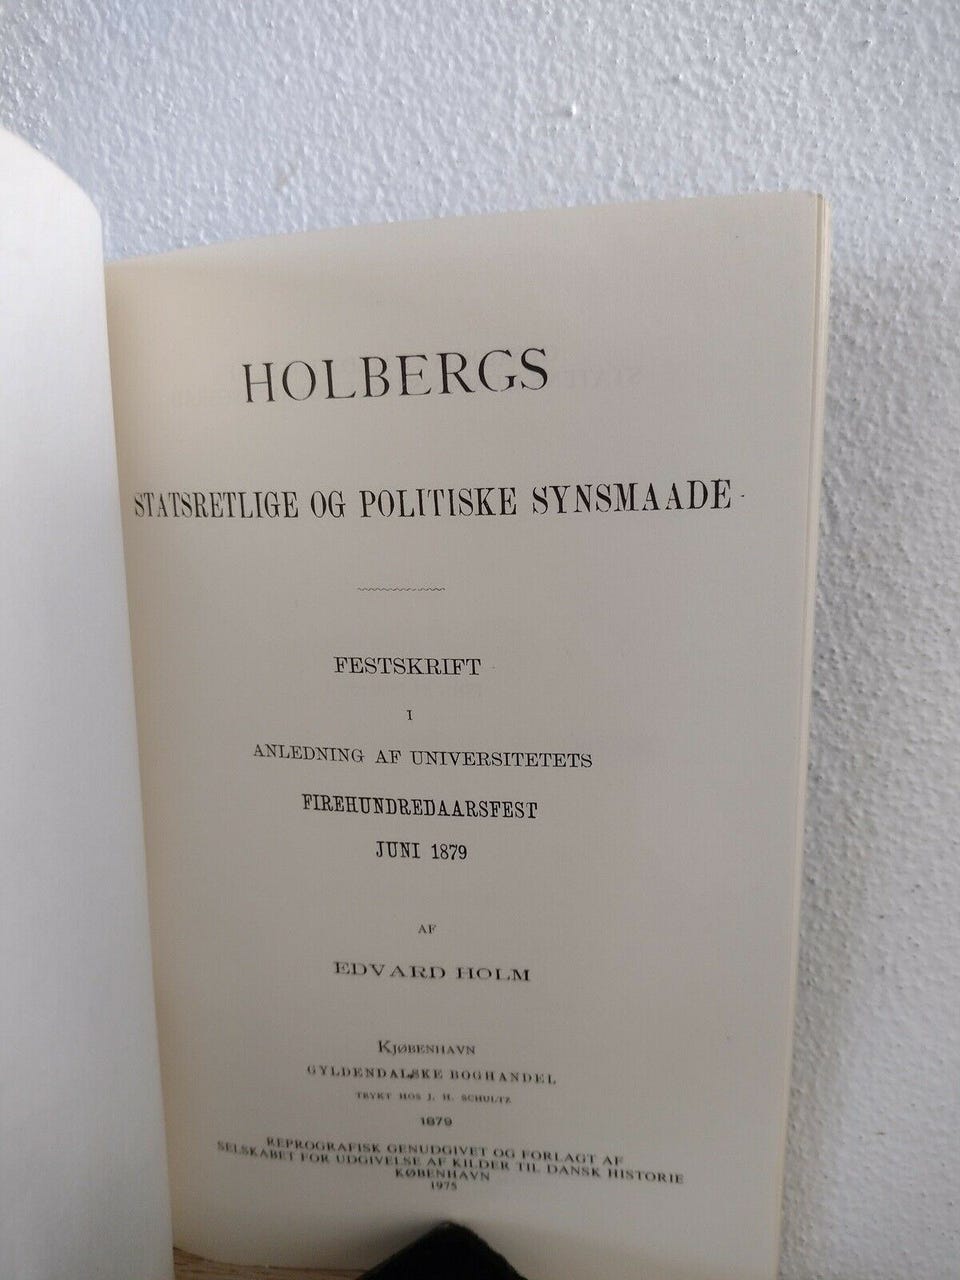 HOLBERGS
STATSRETLIGE OG POLITISKE SYNSMAADE
FESTSKRIFT
I
ANLEDNING AF UNIVERSITETETS
FIREHUNDREDAARSFEST
JUNI 1879
AF
EDVARD HOLM
KJØBENHAVN
GYLDENDALSKE BOGHANDEL
TRYKT HOS J. H. SCHULTZ
1879
REPROGRAFISK GENUDGIVET OG FORLAGT AF
SELSKABET FOR UDGIVELSE AF KILDER TIL DANSK HISTORIE
KØBENHAVN
1975